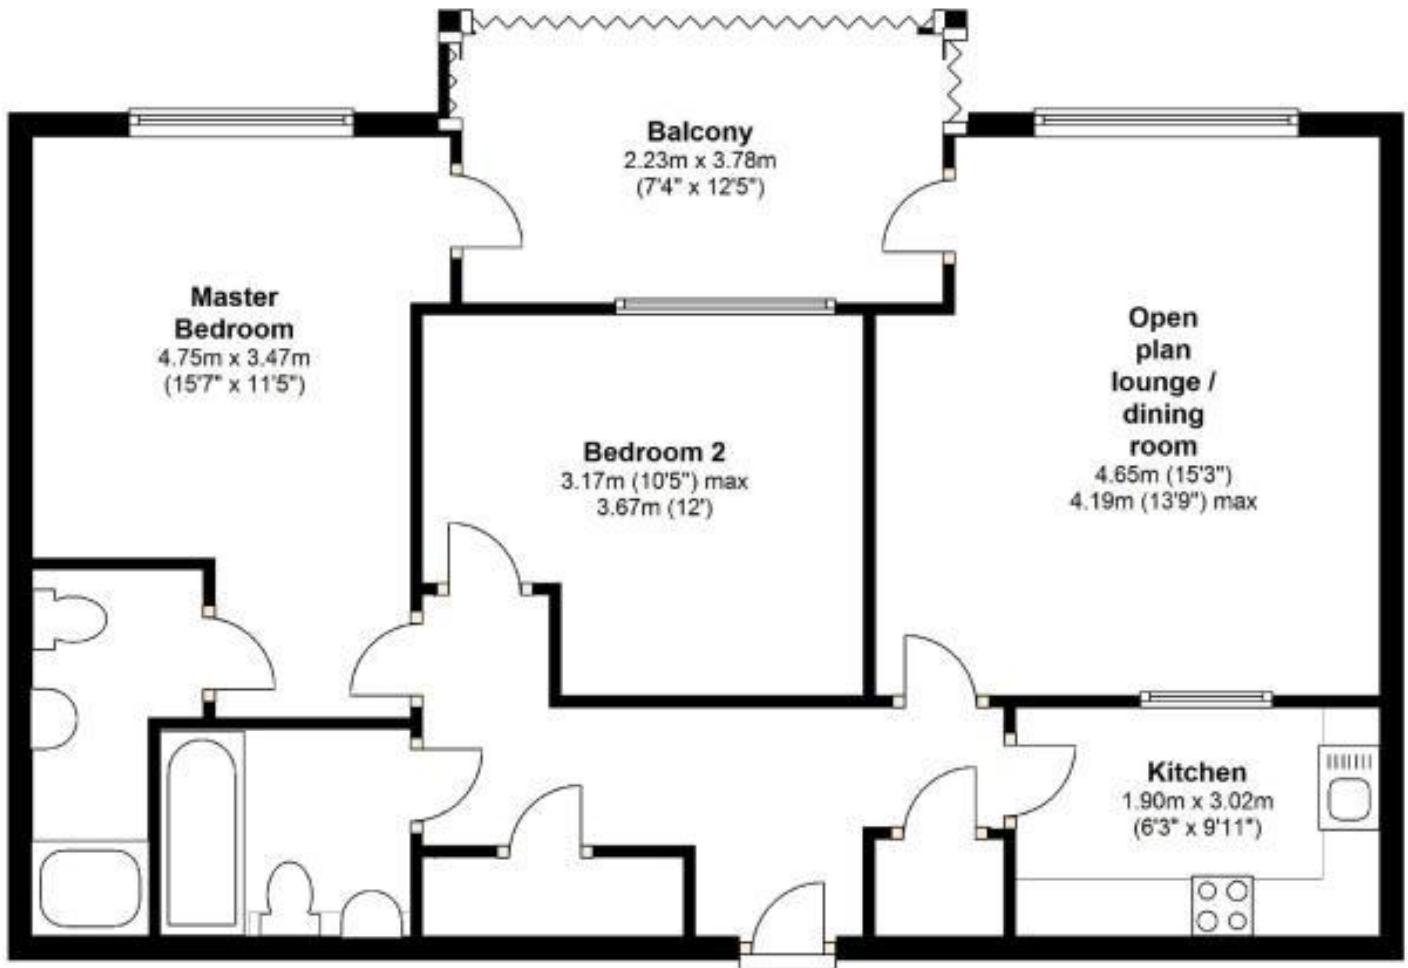 Balcony
2.23m x 3.78m
(7'4" x 12'5")
Master
Bedroom
4.75m x 3.47m
(15'7" x 11'5")
Bedroom 2
3.17m (10'5") max
3.67m (12')
Open
plan
lounge /
dining
room
4.65m (15'3")
4.19m (13'9") max
Kitchen
1.90m x 3.02m
(6'3" x 9'11")